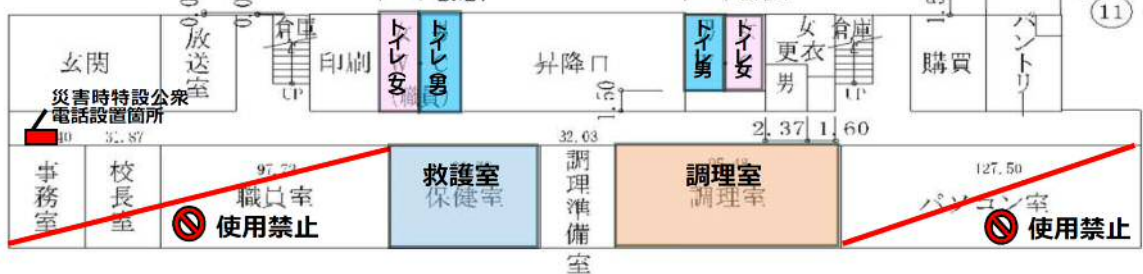 11
玄関
放送室
倉庫
UP
印刷
トイレ(女)
トイレ(男)
(職員)
昇降口
1.50
トイレ男
トイレ女
女
更衣
男
倉庫
UP
購買
パントリー
災害時特設公衆
電話設置箇所
40
32.03
2.37
1.60
事務室
校長室
97.72
職員室
使用禁止
救護室
保健室
調理準備室
調理室
調理室
127.50
パソコン室
使用禁止